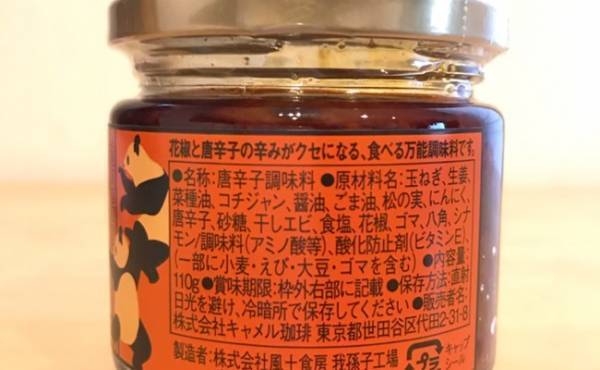 花椒と唐辛子の辛みがクセになる、食べる万能調味料です。
●名称:唐辛子調味料 ●原材料名:玉ねぎ、生姜、
菜種油、コチジャン、醤油、ごま油、松の実、にんにく、
唐辛子、砂糖、干しエビ、食塩、花椒、ゴマ、八角、シナ
モン/調味料(アミノ酸等)、酸化防止剤(ビタミンE)、
(一部に小麦・えび・大豆・ゴマを含む) ●内容量:
110g ●賞味期限:枠外右部に記載 ●保存方法:直射
日光を避け、冷暗所で保存してください ●販売者名:
株式会社キャメル珈琲 東京都世田谷区代田2-31-8
製造者:株式会社風土食房 我孫子工場
プラ
キャップ
シール